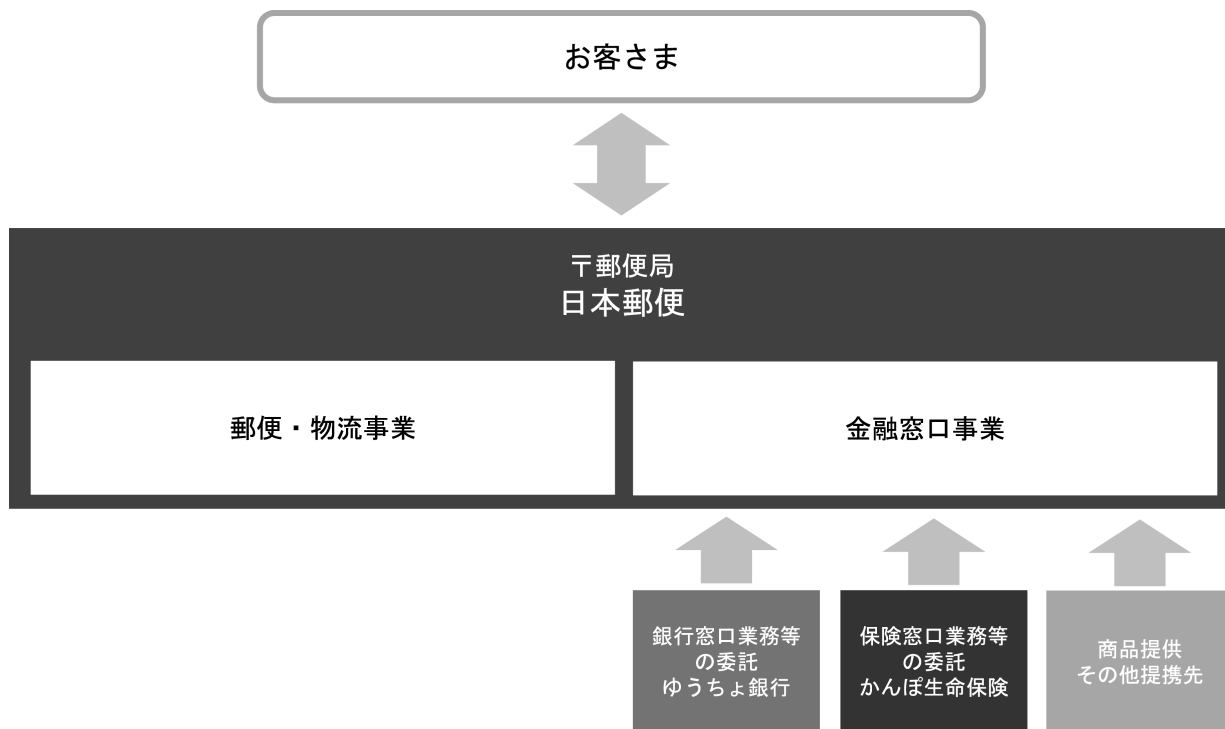 お客さま
〒郵便局
日本郵便
郵便・物流事業
金融窓口事業
銀行窓口業務等
の委託
ゆうちょ銀行
保険窓口業務等
の委託
かんぽ生命保険
商品提供
その他提携先